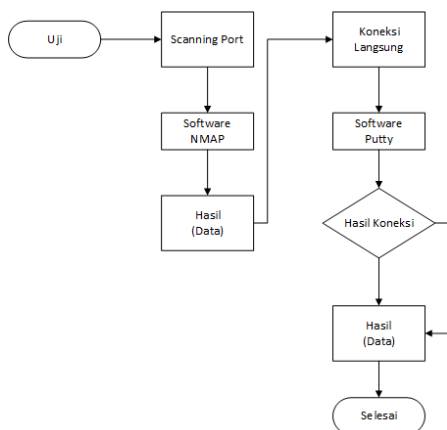 Uji
Scanning Port
Software
NMAP
Hasil
(Data)
Koneksi
Langsung
Software
Putty
Hasil Koneksi
Hasil
(Data)
Selesai